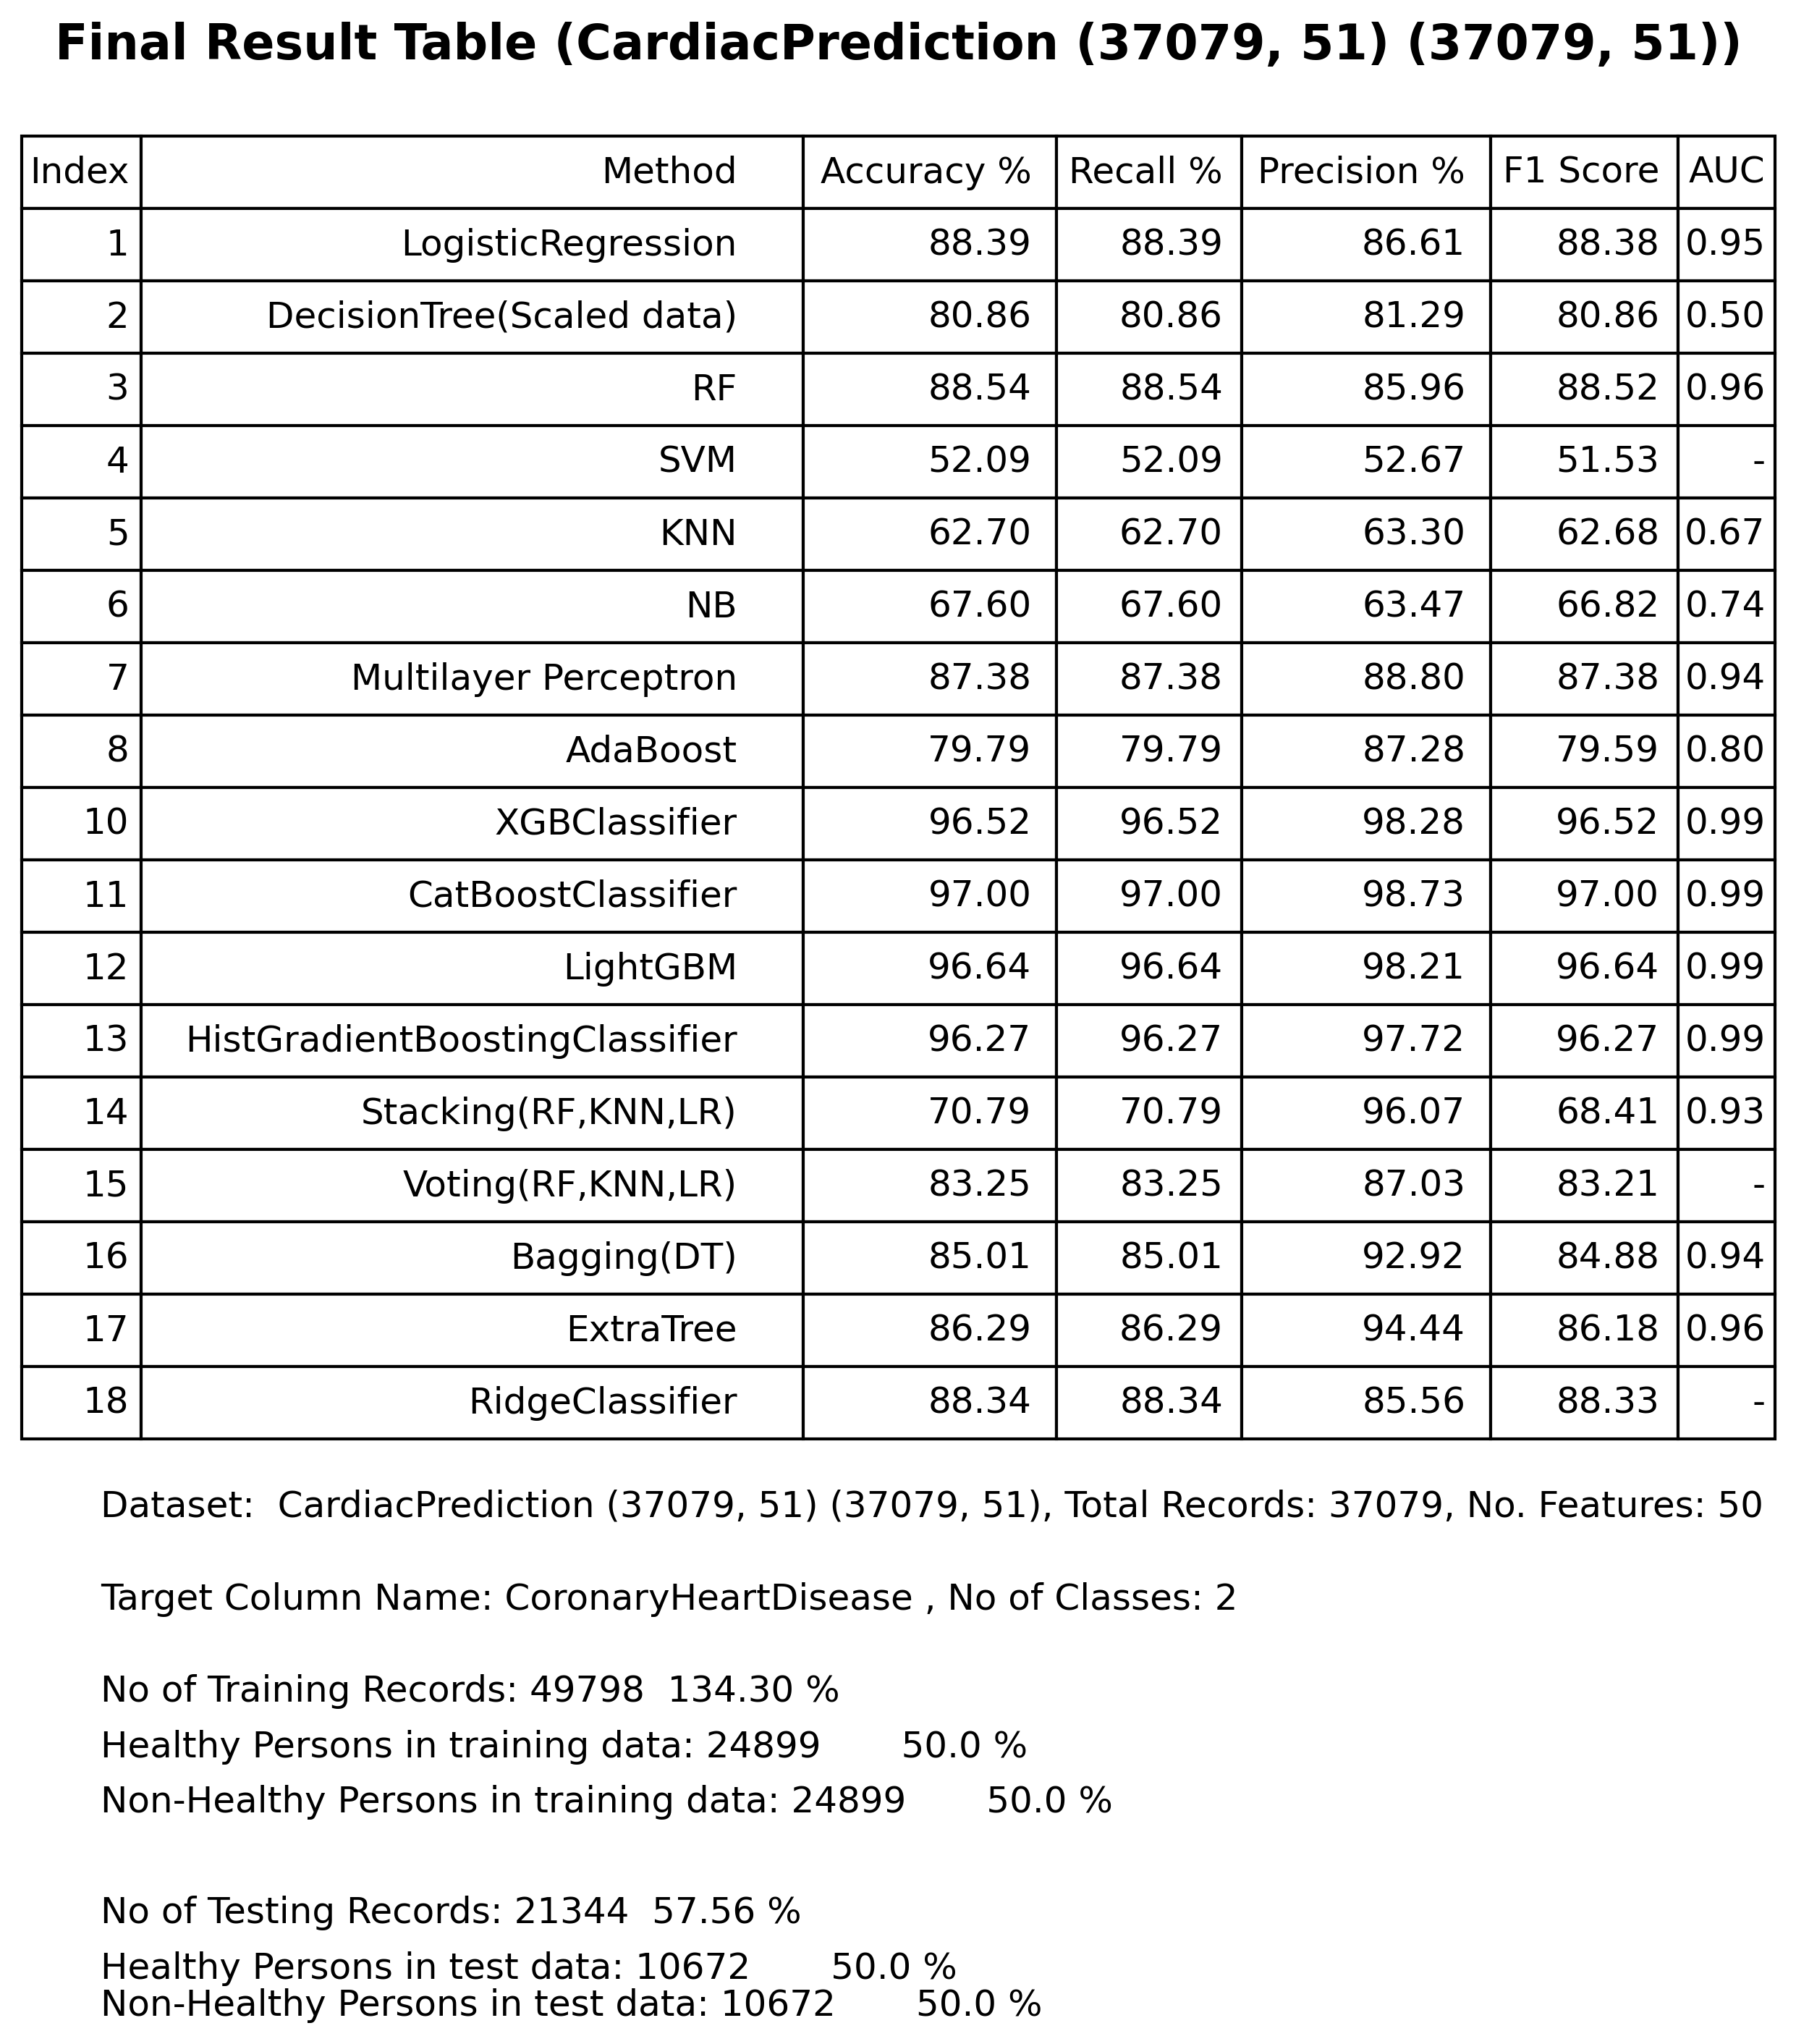 Final Result Table (CardiacPrediction (37079, 51) (37079, 51))
Index Method Accuracy % Recall % Precision % F1 Score AUC
1 LogisticRegression 88.39 88.39 86.61 88.38 0.95
2 DecisionTree(Scaled data) 80.86 80.86 81.29 80.86 0.50
3 RF 88.54 88.54 85.96 88.52 0.96
4 SVM 52.09 52.09 52.67 51.53 -
5 KNN 62.70 62.70 63.30 62.68 0.67
6 NB 67.60 67.60 63.47 66.82 0.74
7 Multilayer Perceptron 87.38 87.38 88.80 87.38 0.94
8 AdaBoost 79.79 79.79 87.28 79.59 0.80
10 XGBClassifier 96.52 96.52 98.28 96.52 0.99
11 CatBoostClassifier 97.00 97.00 98.73 97.00 0.99
12 LightGBM 96.64 96.64 98.21 96.64 0.99
13 HistGradientBoostingClassifier 96.27 96.27 97.72 96.27 0.99
14 Stacking(RF,KNN,LR) 70.79 70.79 96.07 68.41 0.93
15 Voting(RF,KNN,LR) 83.25 83.25 87.03 83.21 -
16 Bagging(DT) 85.01 85.01 92.92 84.88 0.94
17 ExtraTree 86.29 86.29 94.44 86.18 0.96
18 RidgeClassifier 88.34 88.34 85.56 88.33 -
Dataset:  CardiacPrediction (37079, 51) (37079, 51), Total Records: 37079, No. Features: 50
Target Column Name: CoronaryHeartDisease , No of Classes: 2
No of Training Records: 49798  134.30 %
Healthy Persons in training data: 24899       50.0 %
Non-Healthy Persons in training data: 24899       50.0 %
No of Testing Records: 21344  57.56 %
Healthy Persons in test data: 10672       50.0 %
Non-Healthy Persons in test data: 10672       50.0 %